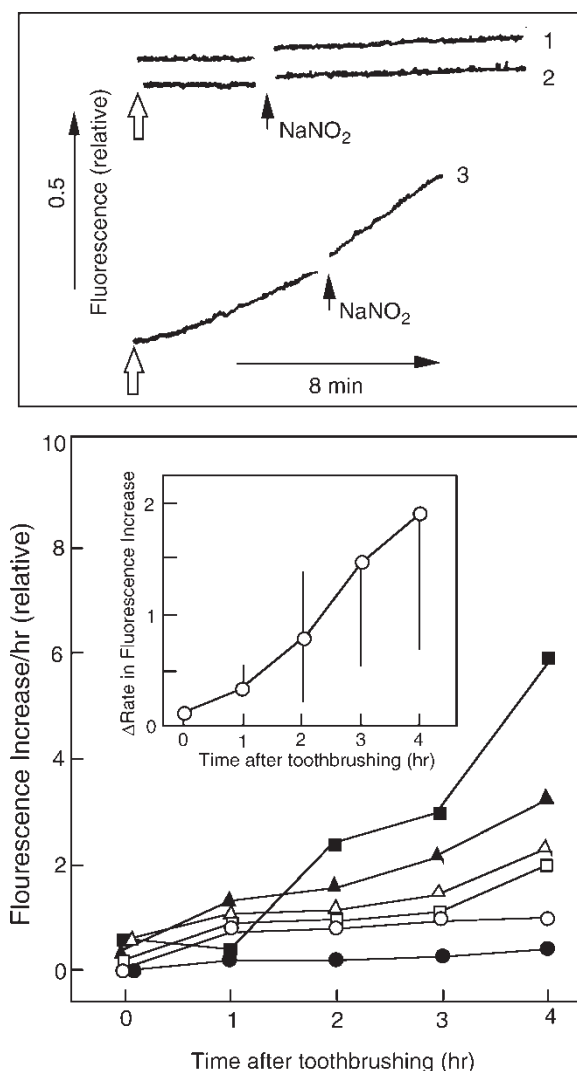 1
2
NaNO2
3
NaNO2
0.5
Fluorescence (relative)
8 min
10
8
6
4
2
0
Flourescence Increase/hr (relative)
2
1
0
ΔRate in Fluorescence Increase
0 1 2 3 4
Time after toothbrushing (hr)
0 1 2 3 4
Time after toothbrushing (hr)